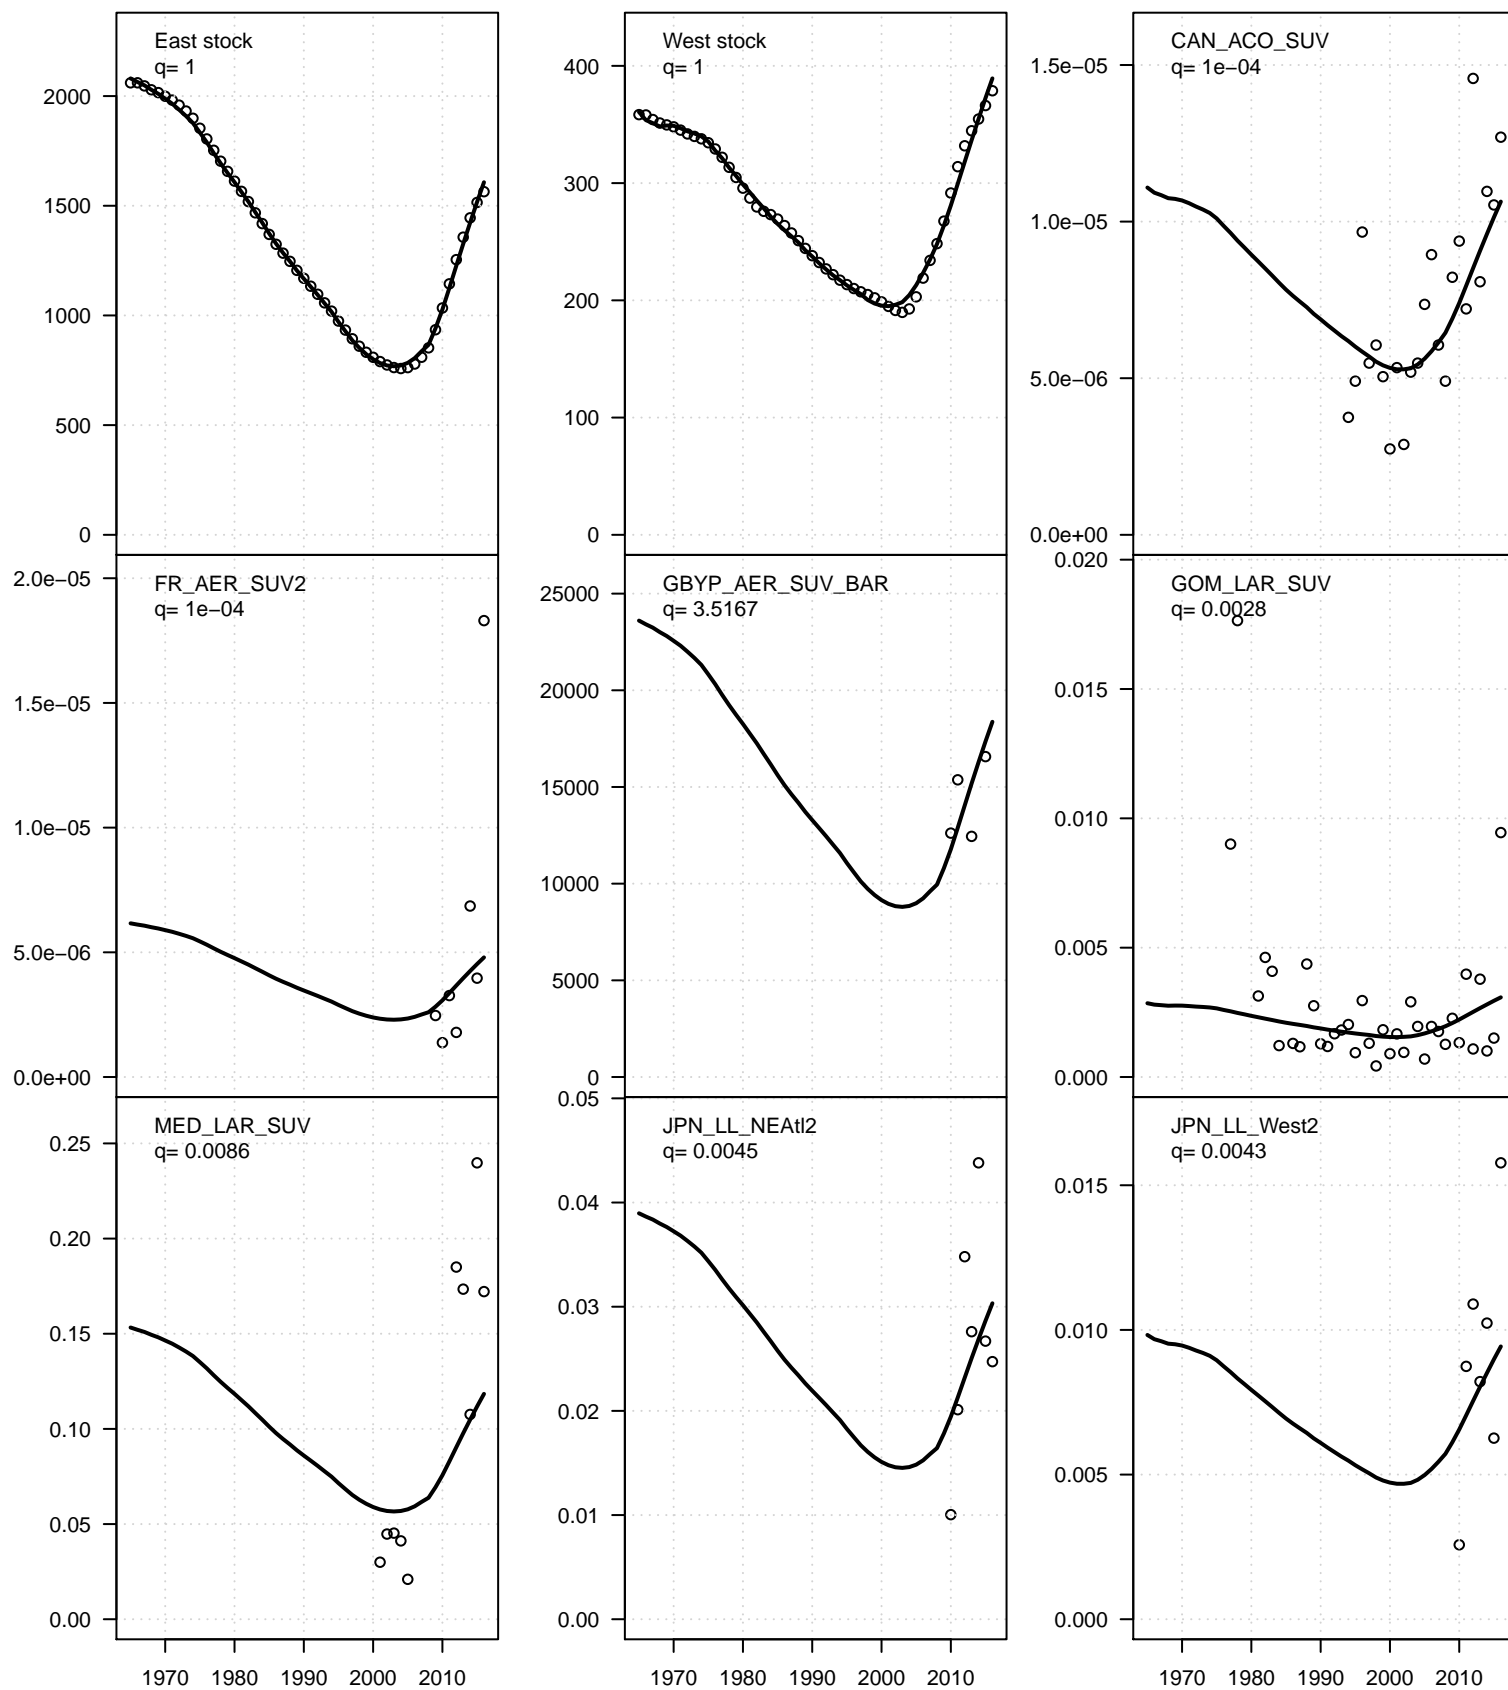 East stock
q= 1
2000
1500
1000
500
0
West stock
q= 1
400
300
200
100
0
CAN_ACO_SUV
q= 1e−04
1.5e−05
1.0e−05
5.0e−06
0.0e+00
FR_AER_SUV2
q= 1e−04
2.0e−05
1.5e−05
1.0e−05
5.0e−06
0.0e+00
GBYP_AER_SUV_BAR
q= 3.5167
25000
20000
15000
10000
5000
0
GOM_LAR_SUV
q= 0.0028
0.020
0.015
0.010
0.005
0.000
MED_LAR_SUV
q= 0.0086
0.25
0.20
0.15
0.10
0.05
0.00
1970 1980 1990 2000 2010
JPN_LL_NEAtl2
q= 0.0045
0.05
0.04
0.03
0.02
0.01
0.00
1970 1980 1990 2000 2010
JPN_LL_West2
q= 0.0043
0.015
0.010
0.005
0.000
1970 1980 1990 2000 2010